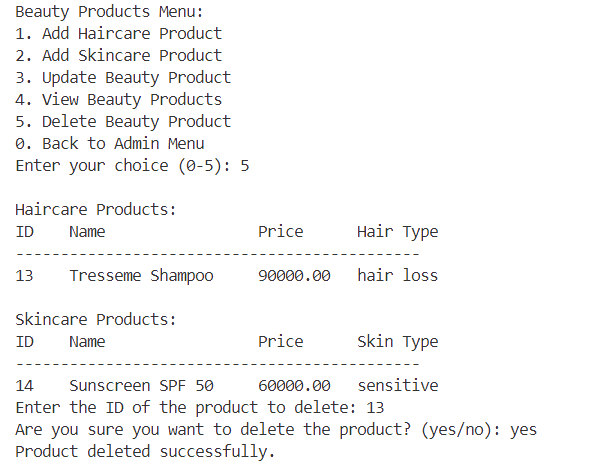 Beauty Products Menu:
1. Add Haircare Product
2. Add Skincare Product
3. Update Beauty Product
4. View Beauty Products
5. Delete Beauty Product
0. Back to Admin Menu
Enter your choice (0-5): 5

Haircare Products:
ID    Name                 Price      Hair Type
---------------------------------------------
13    Tresseme Shampoo     90000.00   hair loss

Skincare Products:
ID    Name                 Price      Skin Type
---------------------------------------------
14    Sunscreen SPF 50     60000.00   sensitive
Enter the ID of the product to delete: 13
Are you sure you want to delete the product? (yes/no): yes
Product deleted successfully.